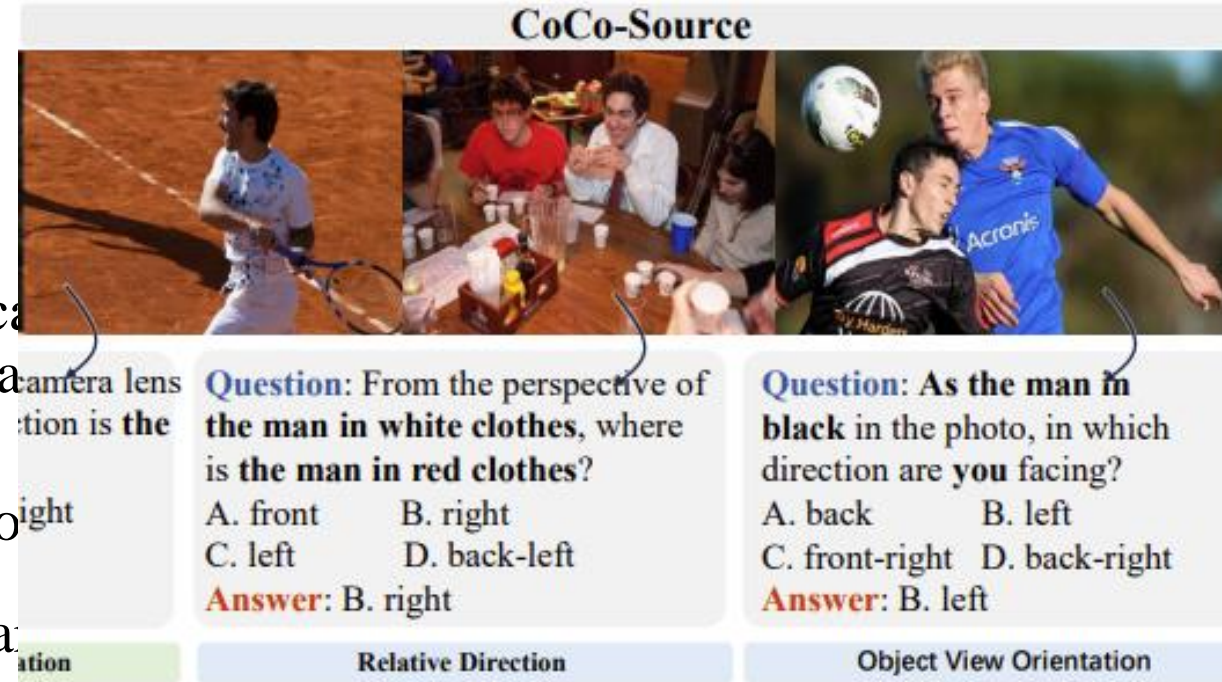 CoCo-Source
Acronis
camera lens
is the
Question: From the perspective of
the man in white clothes, where
is the man in red clothes?
A. front B. right
C. left D. back-left
Answer: B. right
Relative Direction
Question: As the man in
black in the photo, in which
direction are you facing?
A. back B. left
C. front-right D. back-right
Answer: B. left
Object View Orientation